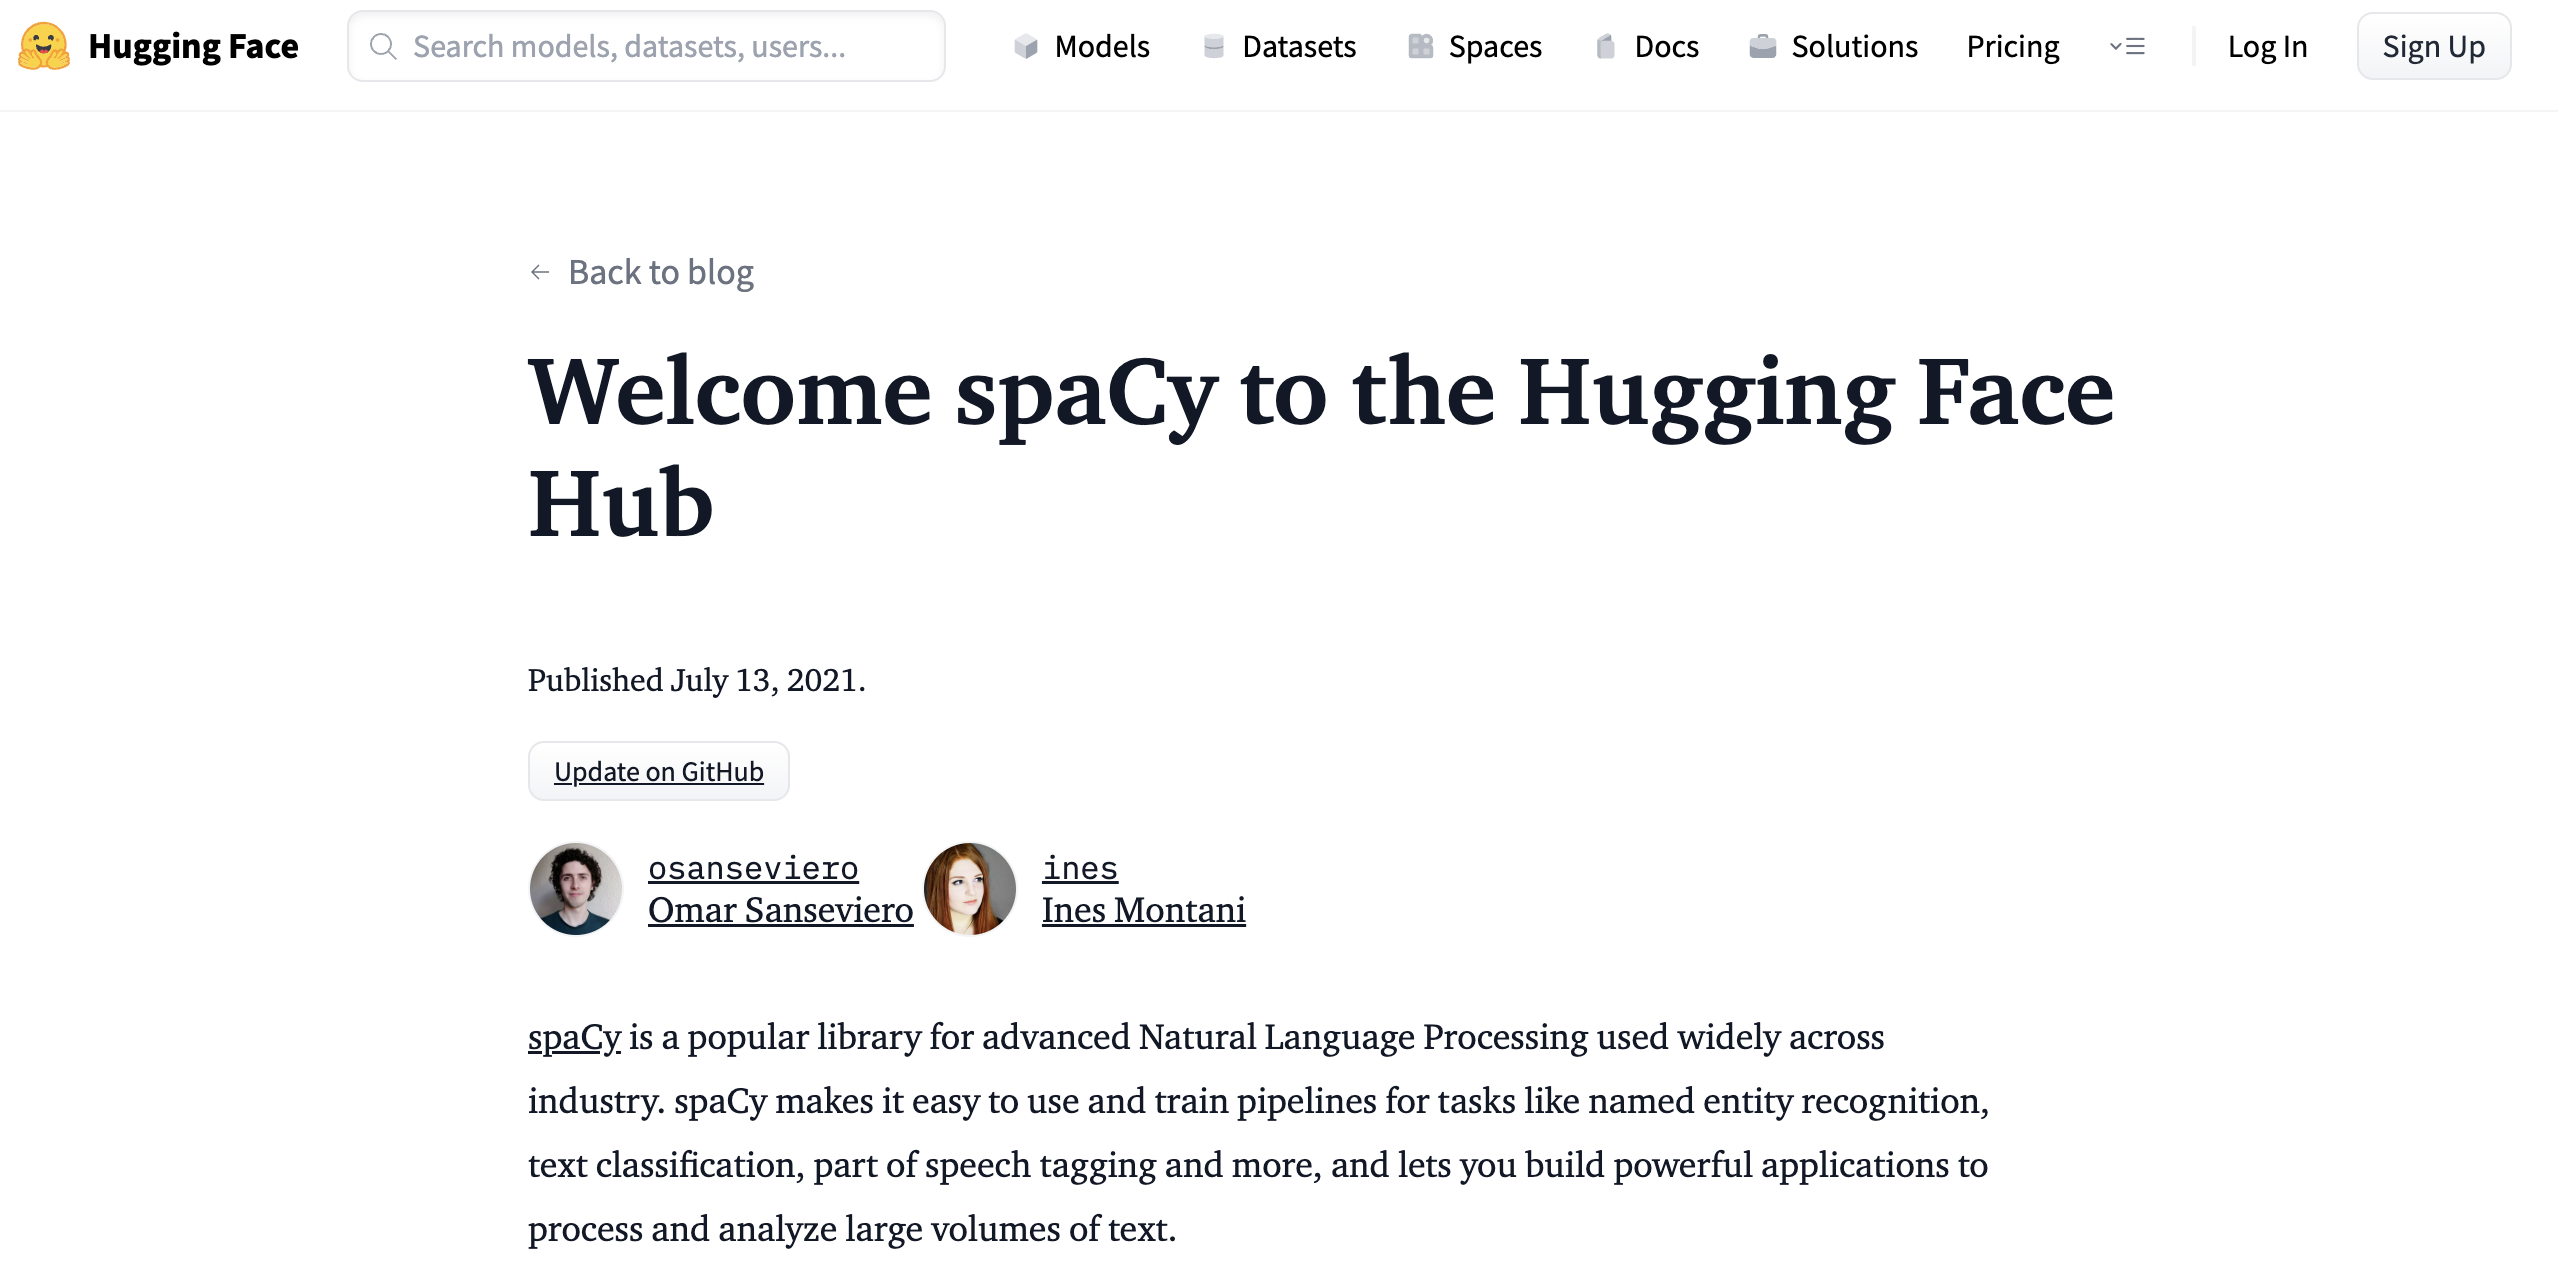 Hugging Face
Search models, datasets, users...
Models
Datasets
Spaces
Docs
Solutions
Pricing
Log In
Sign Up
Back to blog
Welcome spaCy to the Hugging Face
Hub
Published July 13, 2021.
Update on GitHub
osanseviero
Omar Sanseviero
ines
Ines Montani
spaCy is a popular library for advanced Natural Language Processing used widely across
industry. spaCy makes it easy to use and train pipelines for tasks like named entity recognition,
text classification, part of speech tagging and more, and lets you build powerful applications to
process and analyze large volumes of text.